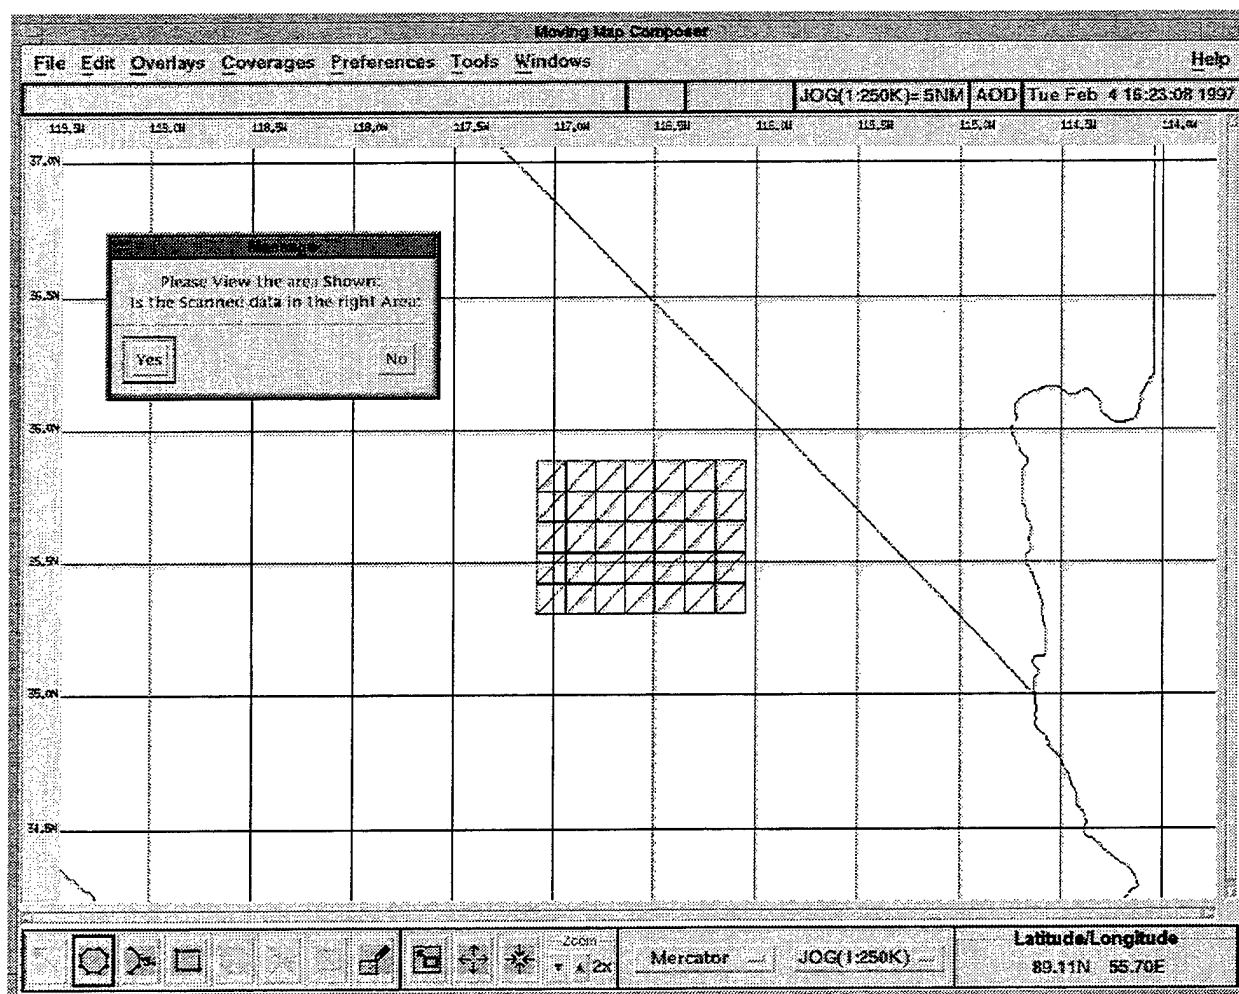 Moving Map Composer
File Edit Overlays Coverages Preferences Tools Windows Help
JOG(1:250K)= 5NM AOD Tue Feb 4 16:23:08 1997
119.5W 119.0W 118.5W 118.0W 117.5W 117.0W 116.5W 116.0W 115.5W 115.0W 114.5W 114.0W
37.0N
Message
Please View the area Shown:
Is the Scanned data in the right Area:
36.5N
Yes No
36.0N
35.5N
35.0N
34.5N
Zoom
2x
Mercator JOG(1:250K)
Latitude/Longitude
89.11N 55.70E